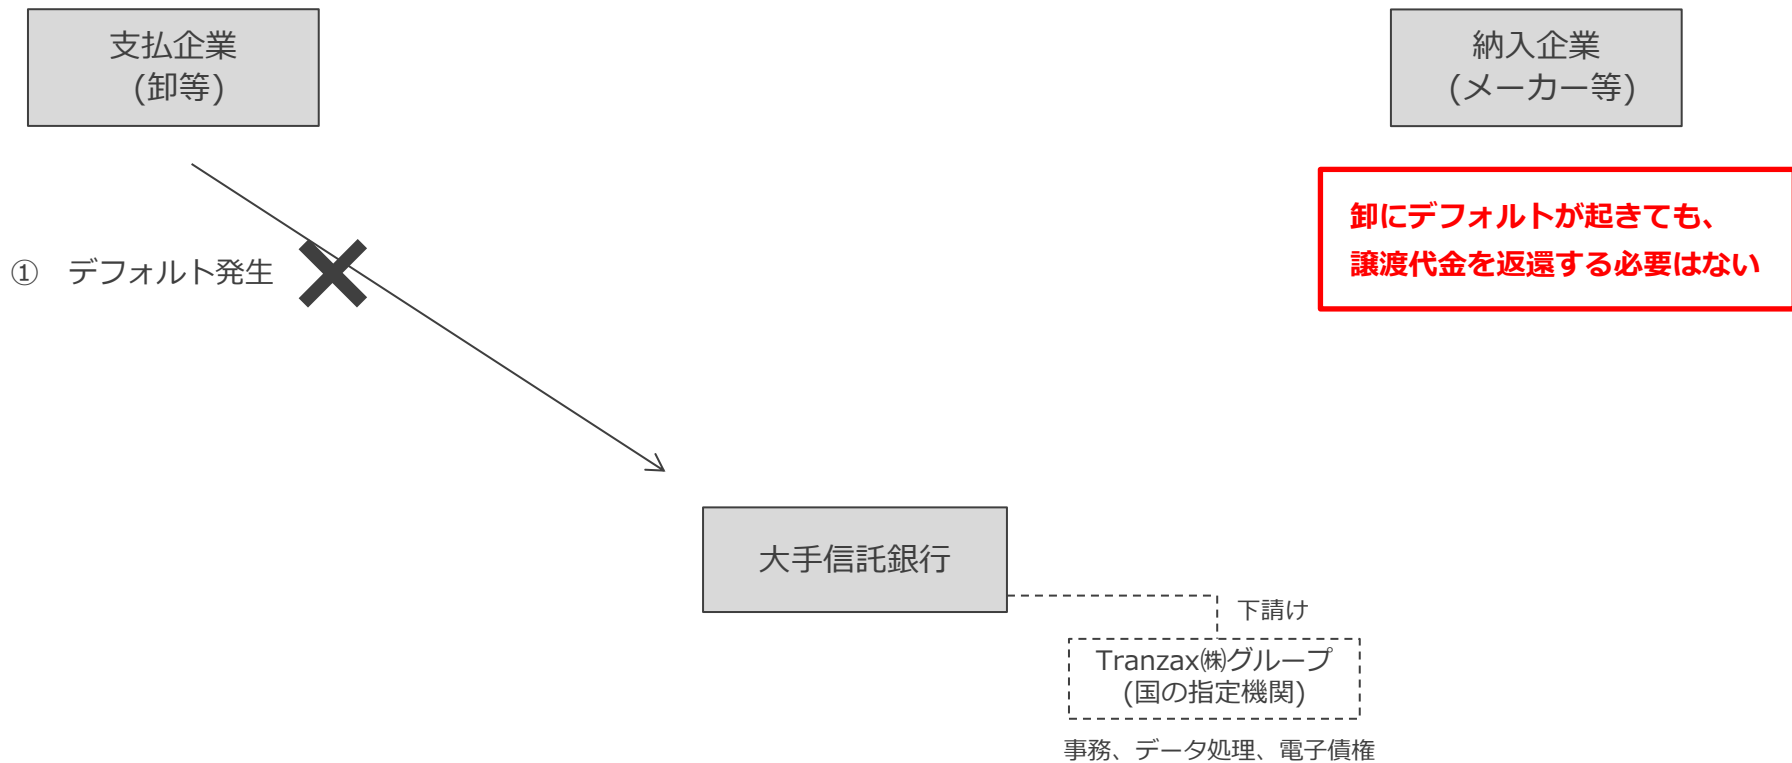 支払企業
(卸等)
納入企業
(メーカー等)
卸にデフォルトが起きても、
譲渡代金を返還する必要はない
① デフォルト発生
大手信託銀行
下請け
Tranzax㈱グループ
(国の指定機関)
事務、データ処理、電子債権